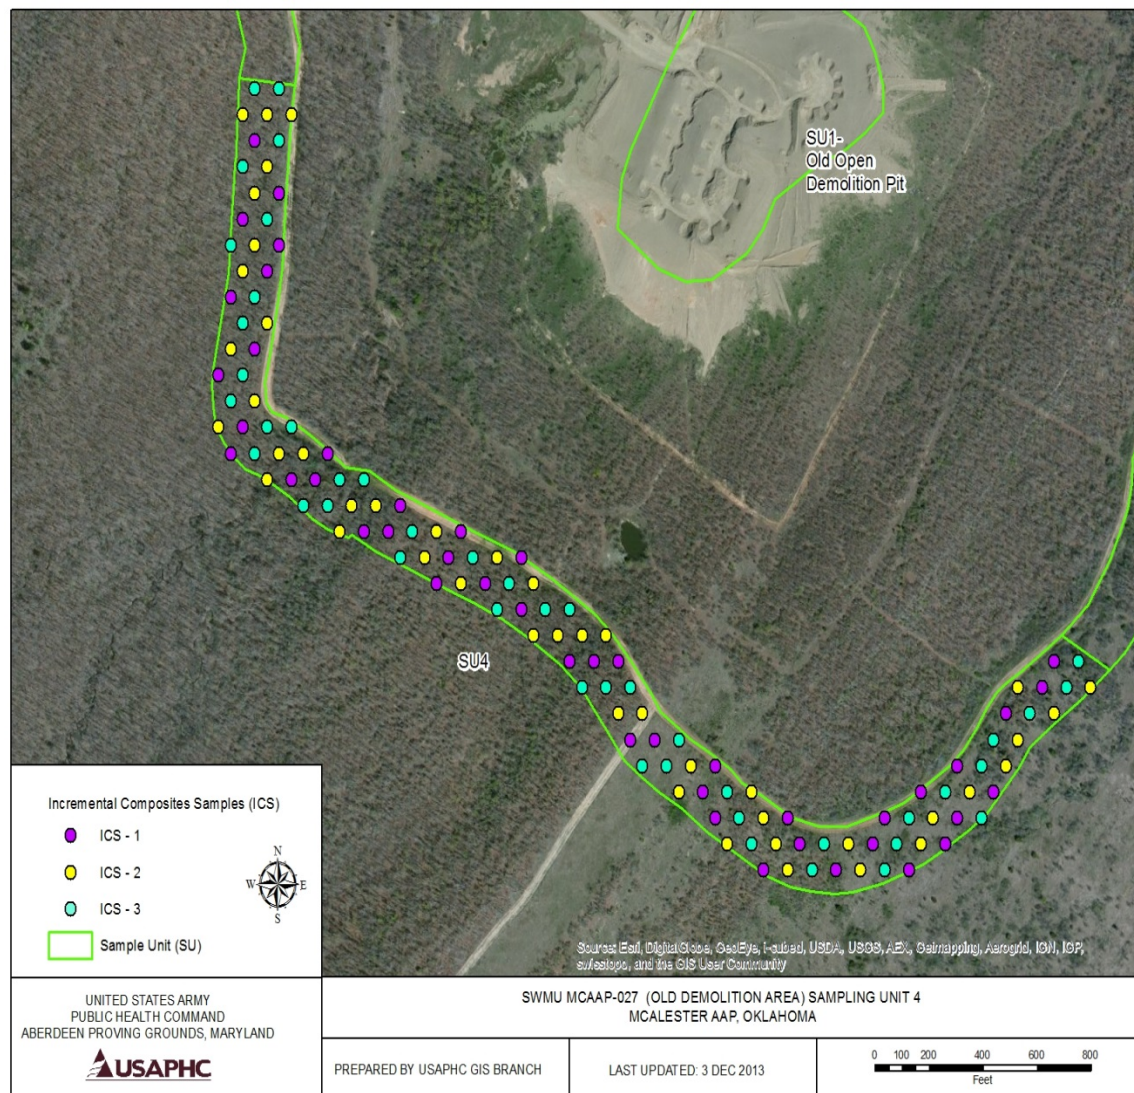 SU1-
Old Open
Demolition Pit
SU4
Incremental Composites Samples (ICS)
ICS - 1
ICS - 2
ICS - 3
Sample Unit (SU)
N
W E
S
Source: Esri, DigitalGlobe, GeoEye, i-cubed, USDA, USGS, AEX, Getmapping, Aerogrid, IGN, IGP,
swisstopo, and the GIS User Community
UNITED STATES ARMY
PUBLIC HEALTH COMMAND
ABERDEEN PROVING GROUNDS, MARYLAND
USAPHC
SWMU MCAAP-027 (OLD DEMOLITION AREA) SAMPLING UNIT 4
MCALESTER AAP, OKLAHOMA
PREPARED BY USAPHC GIS BRANCH
LAST UPDATED: 3 DEC 2013
0 100 200 400 600 800
Feet